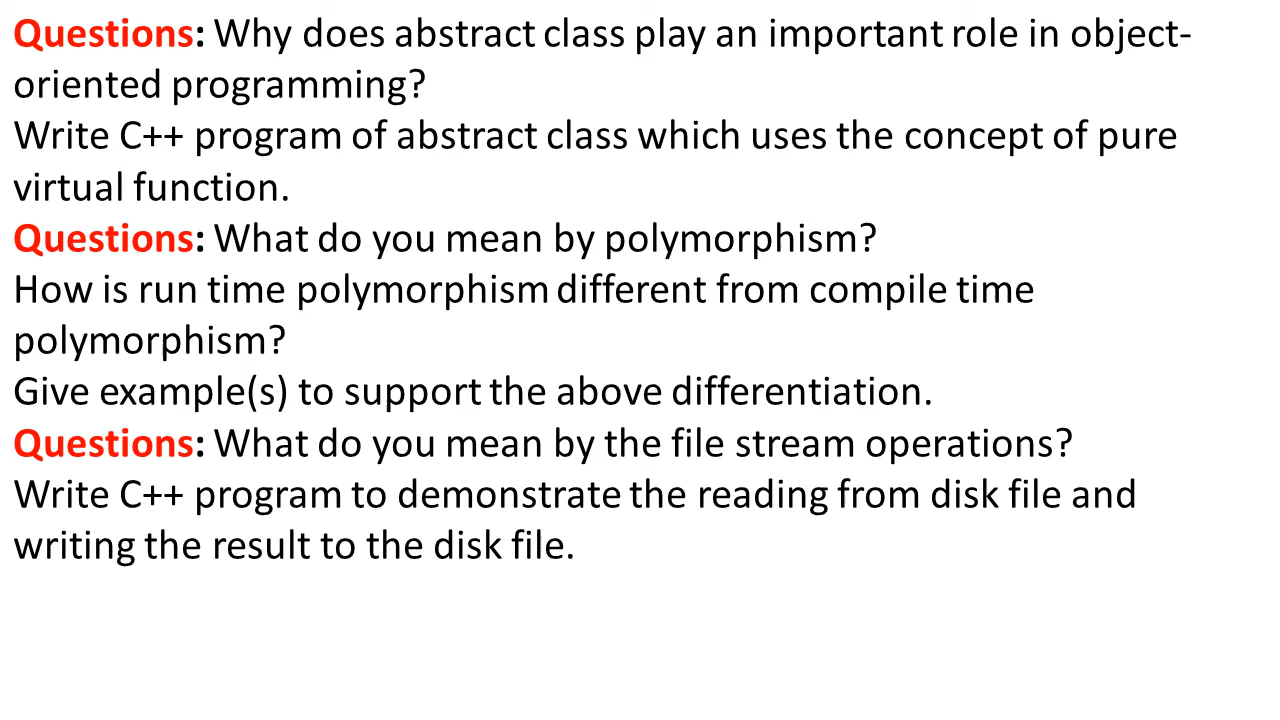 Questions: Why does abstract class play an important role in object-
oriented programming?
Write C++ program of abstract class which uses the concept of pure
virtual function.
Questions: What do you mean by polymorphism?
How is run time polymorphism different from compile time
polymorphism?
Give example(s) to support the above differentiation.
Questions: What do you mean by the file stream operations?
Write C++ program to demonstrate the reading from disk file and
writing the result to the disk file.